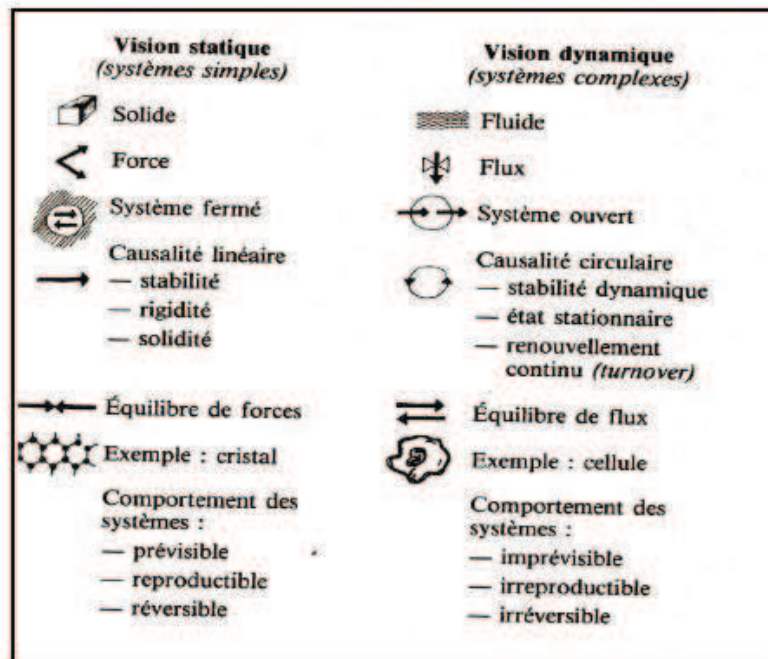 Vision statique
(systèmes simples)
Solide
Force
Système fermé
Causalité linéaire
— stabilité
— rigidité
— solidité
Équilibre de forces
Exemple : cristal
Comportement des
systèmes :
— prévisible
— reproductible
— réversible
Vision dynamique
(systèmes complexes)
Fluide
Flux
Système ouvert
Causalité circulaire
— stabilité dynamique
— état stationnaire
— renouvellement
continu (turnover)
Équilibre de flux
Exemple : cellule
Comportement des
systèmes :
— imprévisible
— irreproductible
— irréversible